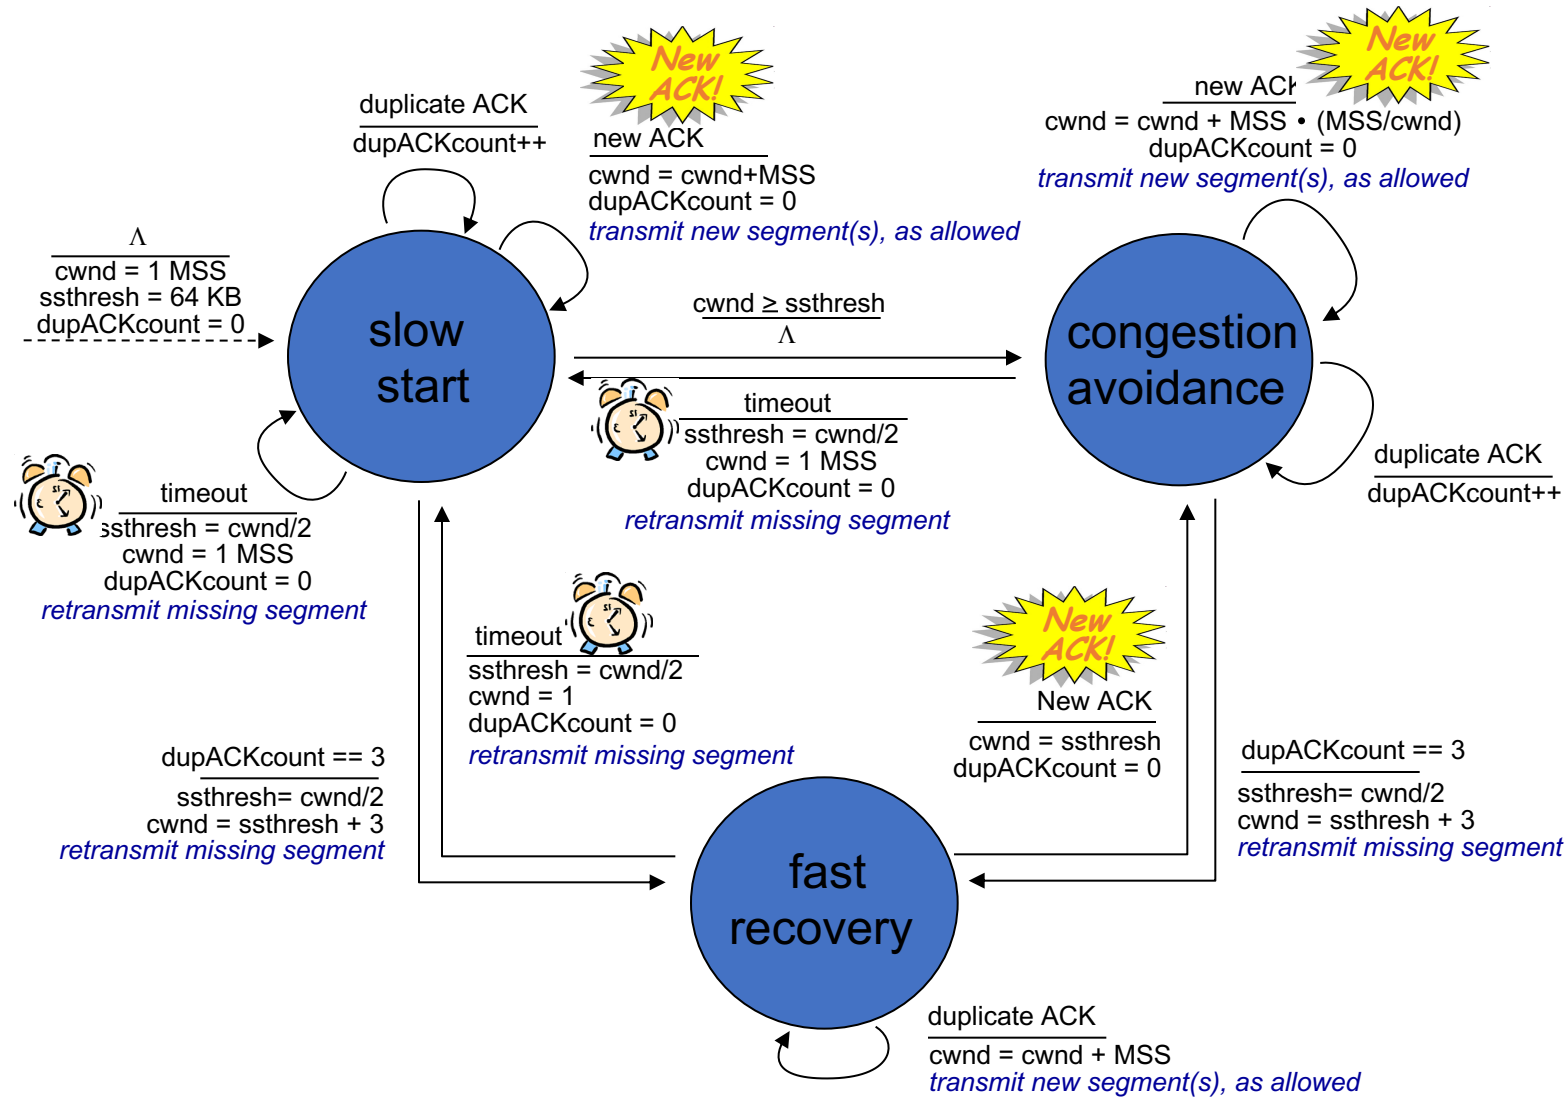 New
ACK!
duplicate ACK
dupACKcount++
new ACK
cwnd = cwnd+MSS
dupACKcount = 0
transmit new segment(s), as allowed
New
ACK!
new ACK
cwnd = cwnd + MSS • (MSS/cwnd)
dupACKcount = 0
transmit new segment(s), as allowed
Λ
cwnd = 1 MSS
ssthresh = 64 KB
dupACKcount = 0
slow
start
cwnd ≥ ssthresh
Λ
congestion
avoidance
timeout
ssthresh = cwnd/2
cwnd = 1 MSS
dupACKcount = 0
retransmit missing segment
duplicate ACK
dupACKcount++
timeout
ssthresh = cwnd/2
cwnd = 1 MSS
dupACKcount = 0
retransmit missing segment
timeout
ssthresh = cwnd/2
cwnd = 1
dupACKcount = 0
retransmit missing segment
New
ACK!
New ACK
cwnd = ssthresh
dupACKcount = 0
dupACKcount == 3
ssthresh= cwnd/2
cwnd = ssthresh + 3
retransmit missing segment
dupACKcount == 3
ssthresh= cwnd/2
cwnd = ssthresh + 3
retransmit missing segment
fast
recovery
duplicate ACK
cwnd = cwnd + MSS
transmit new segment(s), as allowed